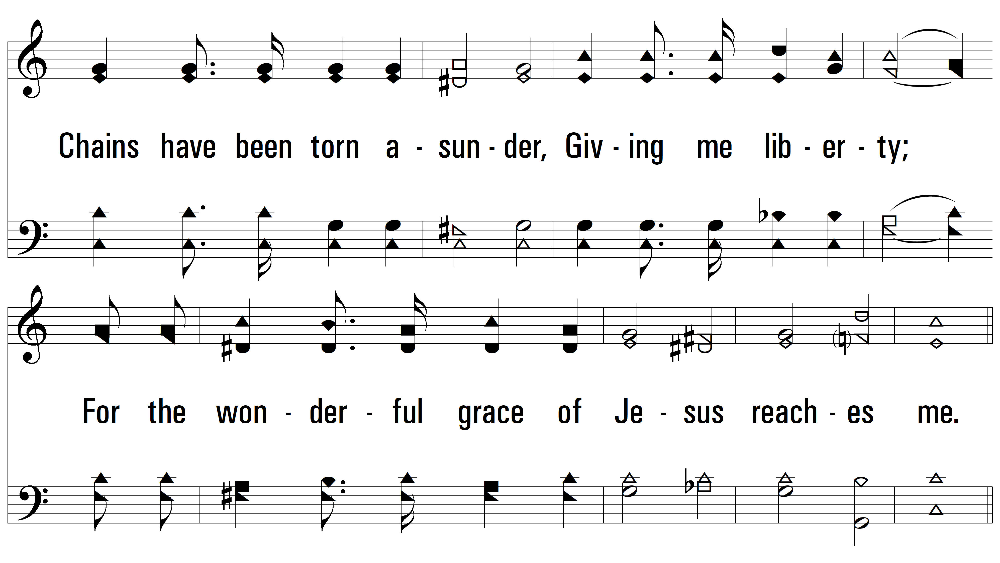 Chains have been torn a - sun - der, Giv - ing me lib - er - ty;
For the won - der - ful grace of Je - sus reach - es me.